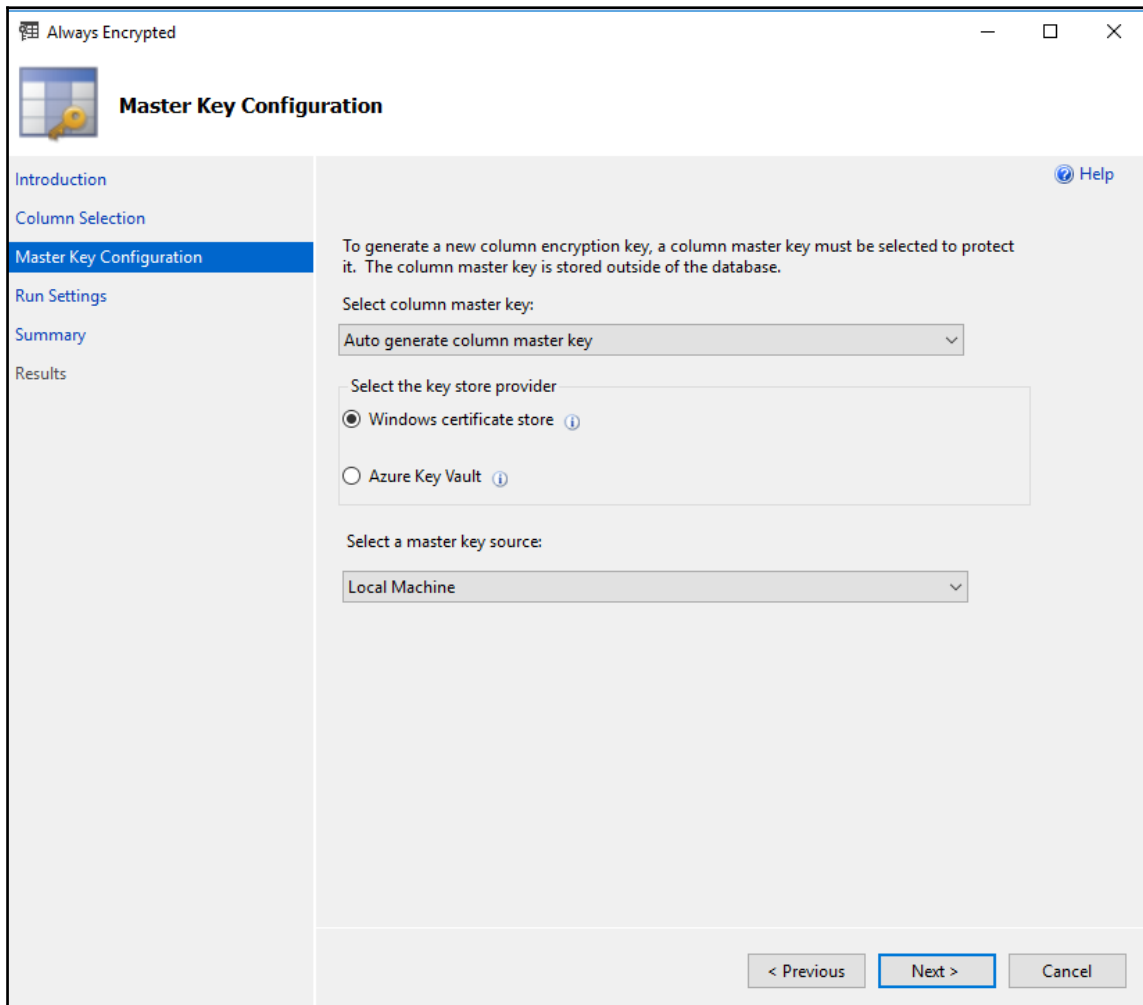 Always Encrypted
Master Key Configuration
Introduction
Column Selection
Master Key Configuration
Run Settings
Summary
Results
Help
To generate a new column encryption key, a column master key must be selected to protect
it. The column master key is stored outside of the database.
Select column master key:
Auto generate column master key
Select the key store provider
Windows certificate store
Azure Key Vault
Select a master key source:
Local Machine
< Previous
Next >
Cancel